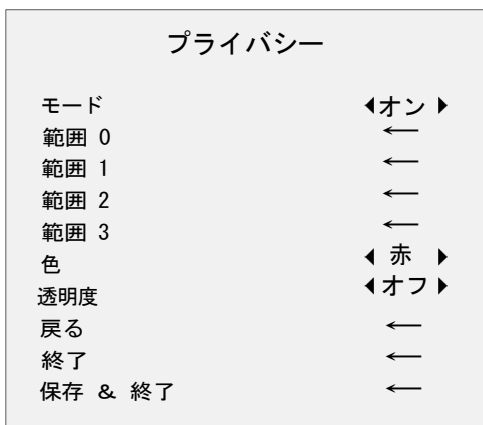 プライバシー
モード ◀オン▶
範囲 0 ←
範囲 1 ←
範囲 2 ←
範囲 3 ←
色 ◀ 赤 ▶
透明度 ◀オフ▶
戻る ←
終了 ←
保存 & 終了 ←